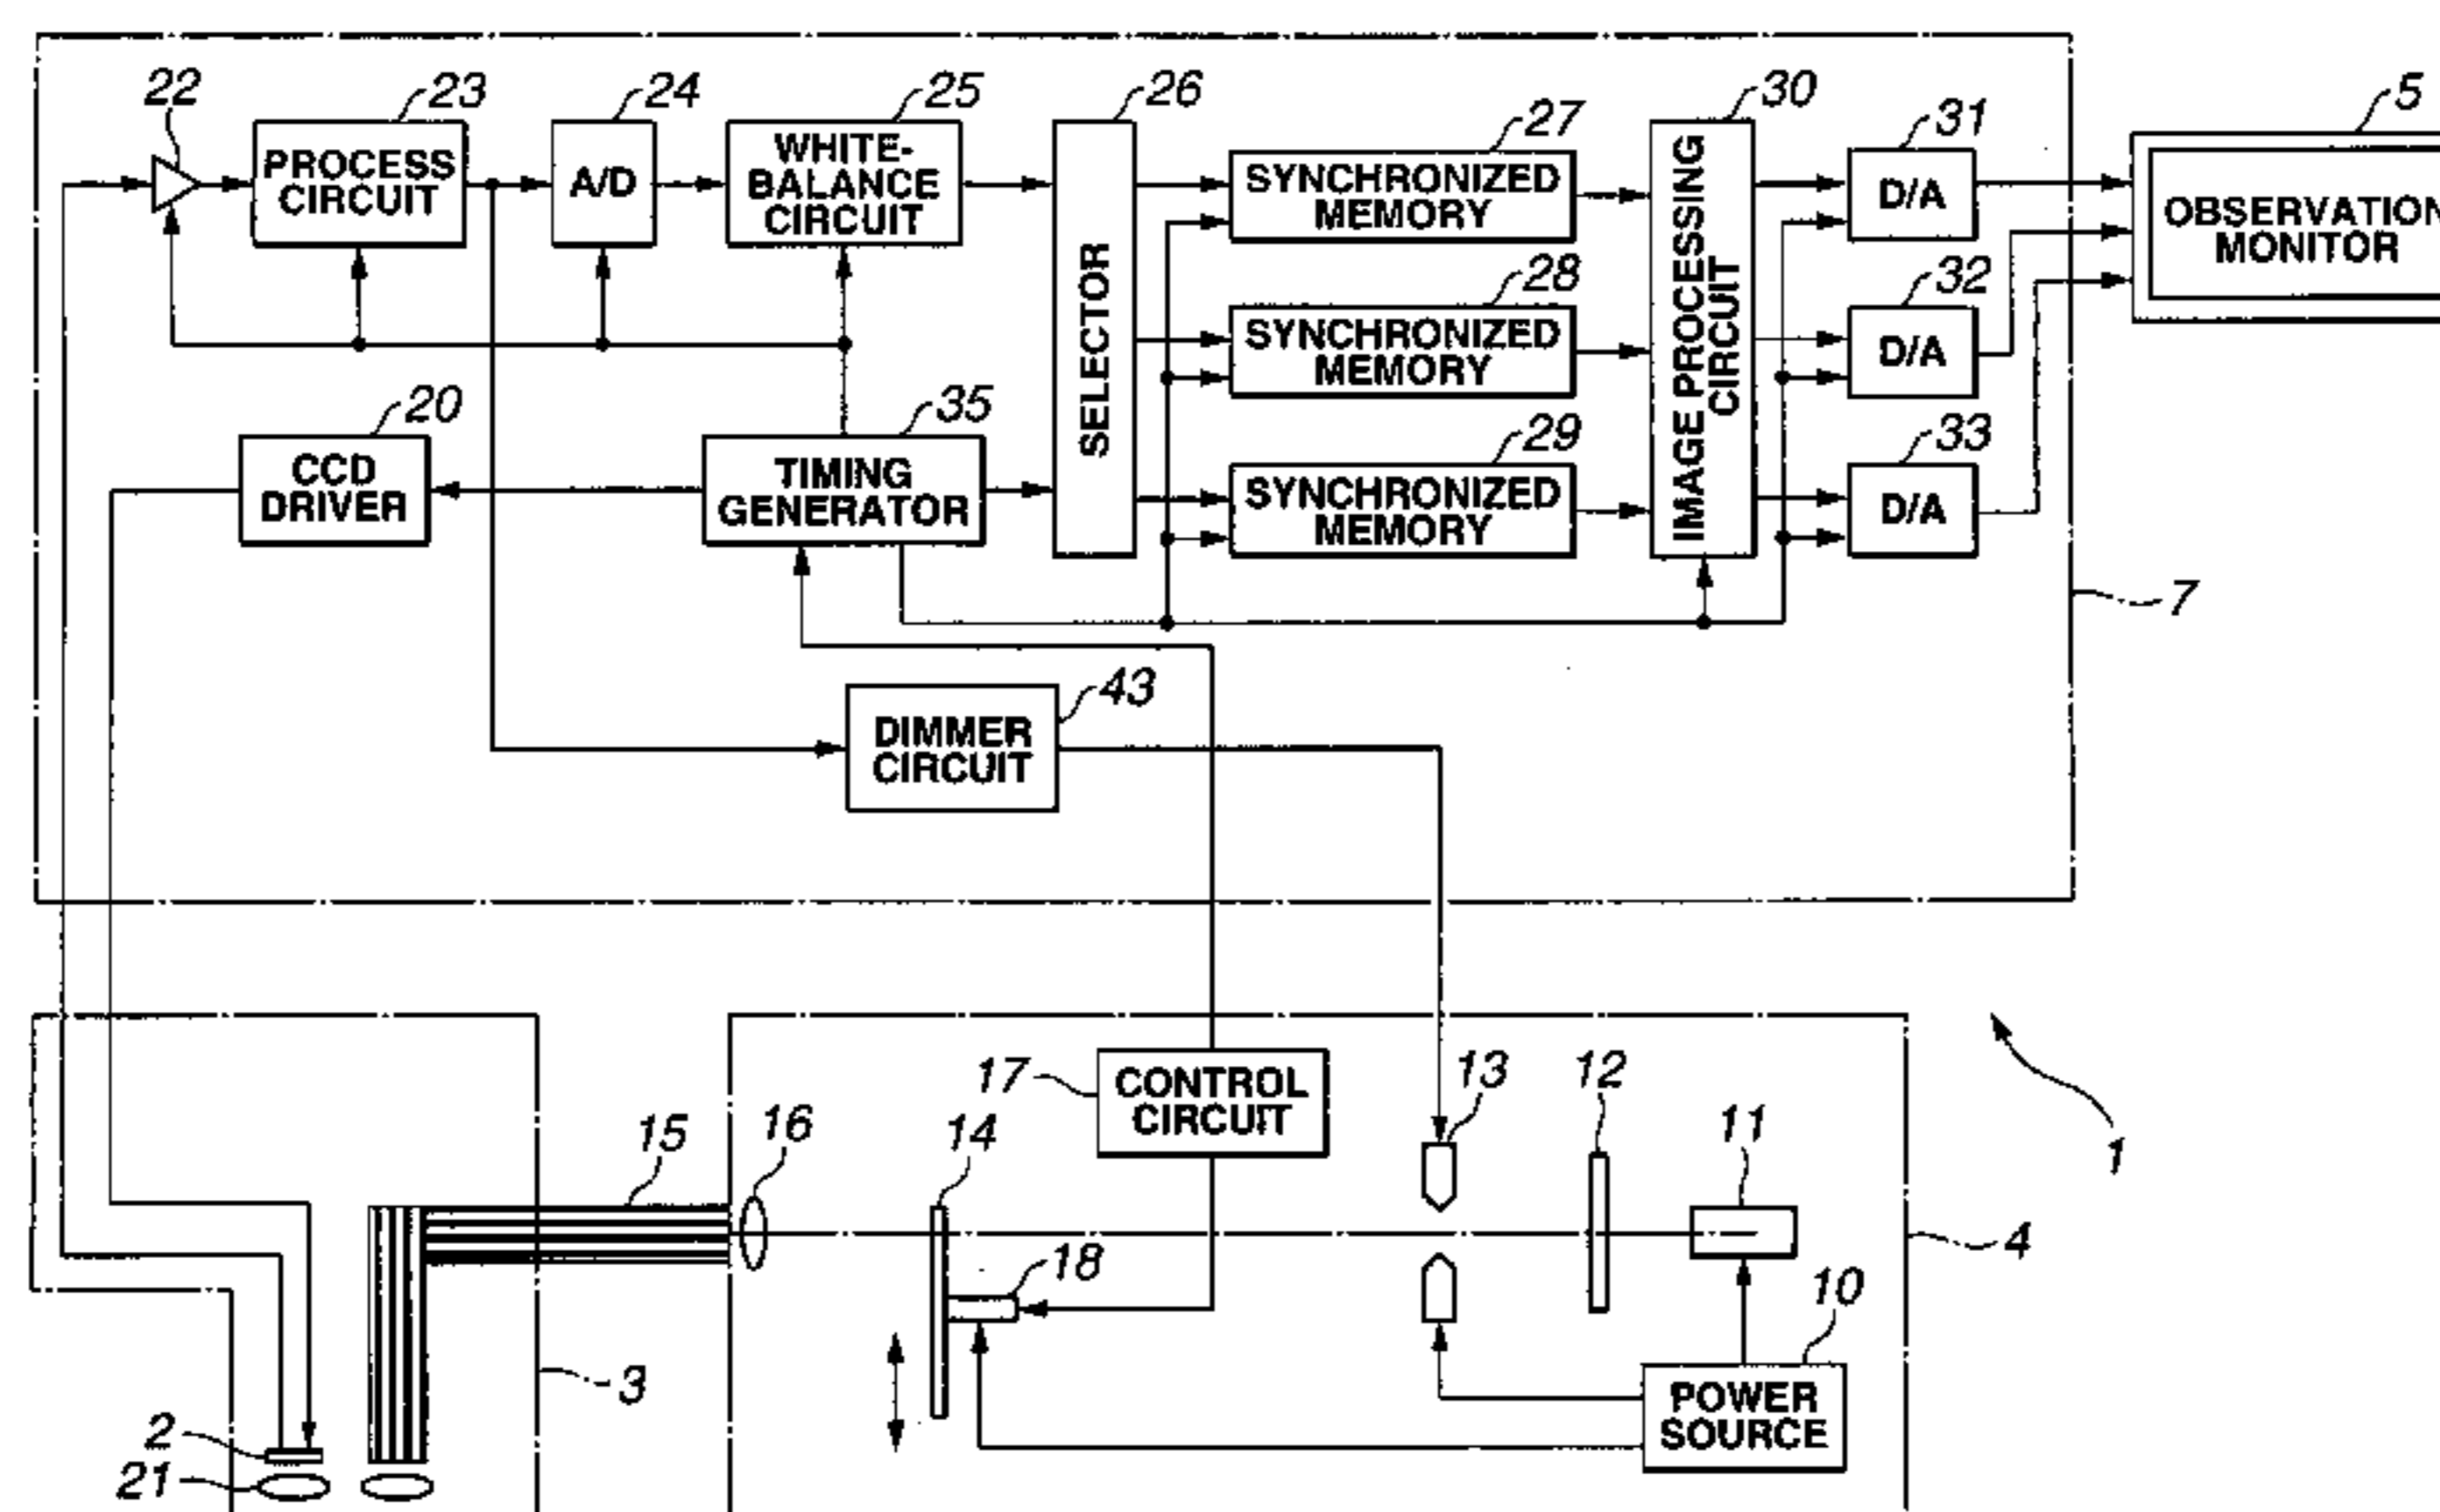 22
23
24
25
26
27
30
31
5
PROCESS
CIRCUIT
A/D
WHITE-
BALANCE
CIRCUIT
SELECTOR
SYNCHRONIZED
MEMORY
IMAGE PROCESSING
CIRCUIT
D/A
OBSERVATION
MONITOR
28
SYNCHRONIZED
MEMORY
32
D/A
20
CCD
DRIVER
35
TIMING
GENERATOR
29
SYNCHRONIZED
MEMORY
33
D/A
7
43
DIMMER
CIRCUIT
17
CONTROL
CIRCUIT
13
12
11
1
15
16
14
18
4
10
POWER
SOURCE
3
2
21